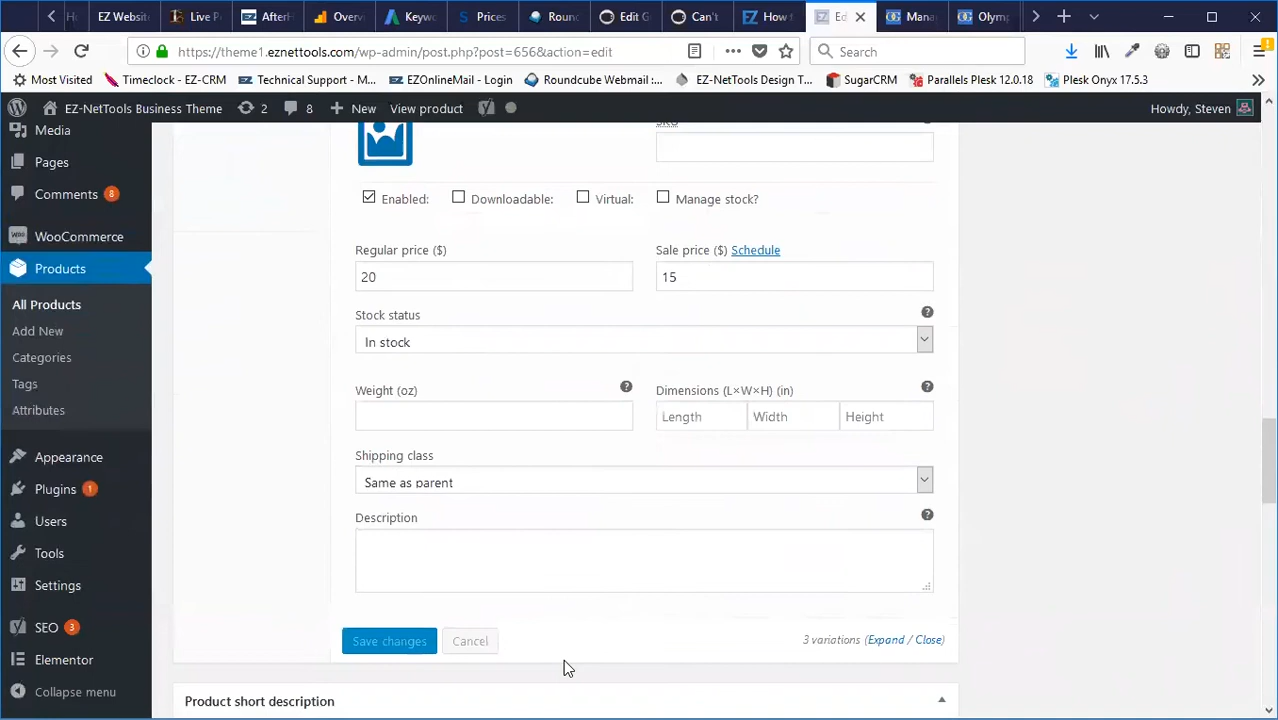 Ho
EZ Website
Live P
AfterH
Overv
Keywo
Prices
Roun
Edit G
Can't
How t
Ed
Mana
Olymp
https://theme1.eznettools.com/wp-admin/post.php?post=656&action=edit
Search
Most Visited
Timeclock - EZ-CRM
Technical Support - M...
EZOnlineMail - Login
Roundcube Webmail :...
EZ-NetTools Design T...
SugarCRM
Parallels Plesk 12.0.18
Plesk Onyx 17.5.3
EZ-NetTools Business Theme
2
8
New
View product
Howdy, Steven
Media
Pages
Comments 8
WooCommerce
Products
All Products
Add New
Categories
Tags
Attributes
Appearance
Plugins 1
Users
Tools
Settings
SEO 3
Elementor
Collapse menu
SKU
Enabled: Downloadable: Virtual: Manage stock?
Regular price ($)
20
Sale price ($) Schedule
15
Stock status
In stock
Weight (oz)
Dimensions (L×W×H) (in)
Length Width Height
Shipping class
Same as parent
Description
Save changes
Cancel
3 variations (Expand / Close)
Product short description